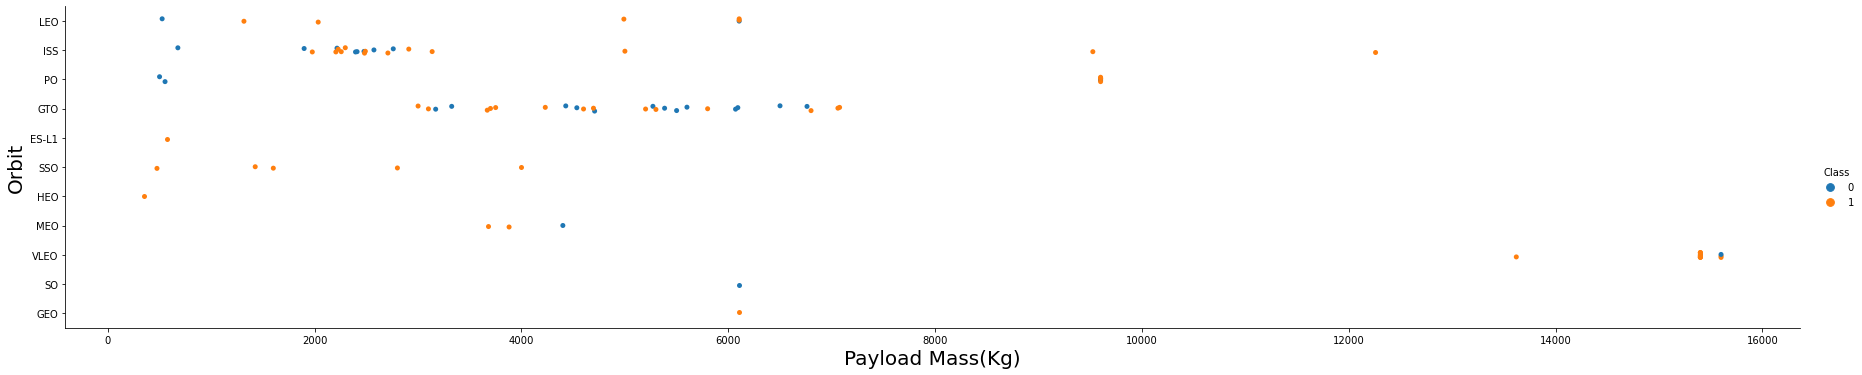 Orbit
LEO
ISS
PO
GTO
ES-L1
SSO
HEO
MEO
VLEO
SO
GEO
0 2000 4000 6000 8000 10000 12000 14000 16000
Payload Mass(Kg)
Class
0
1